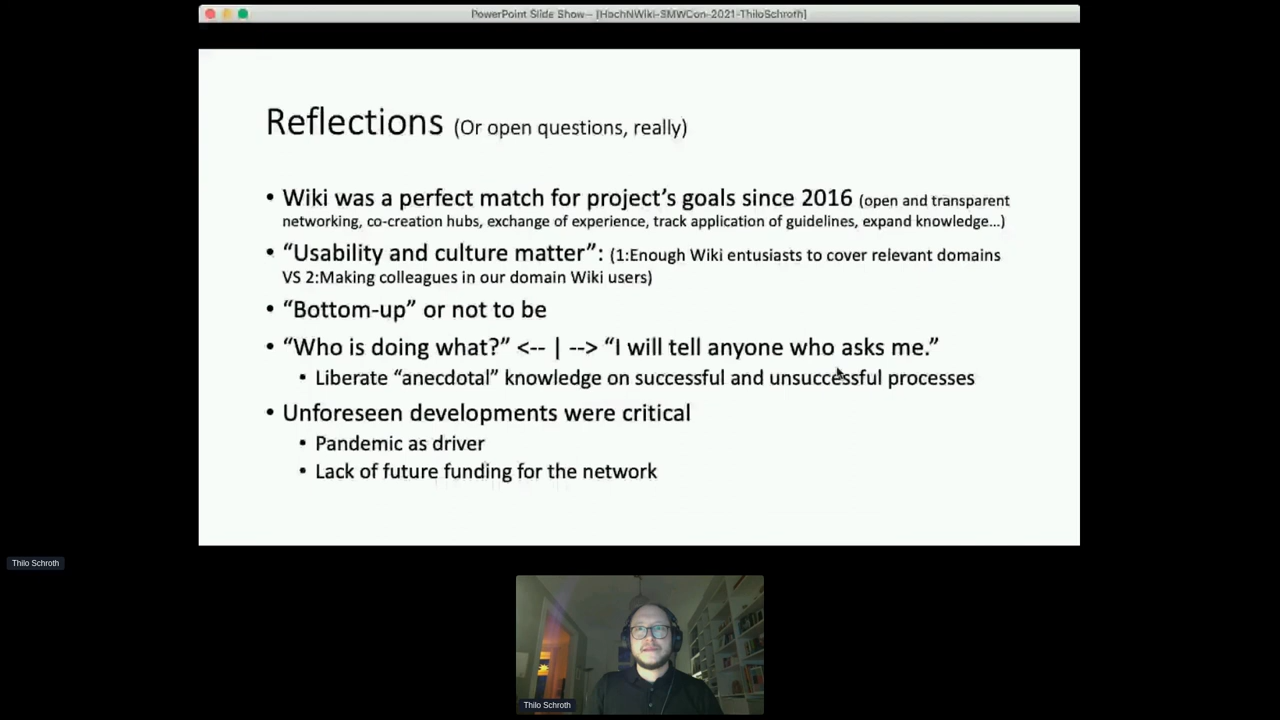 PowerPoint Slide Show - [HochNWiki-SMWCon-2021-ThiloSchroth]
Reflections (Or open questions, really)
• Wiki was a perfect match for project’s goals since 2016 (open and transparent
networking, co-creation hubs, exchange of experience, track application of guidelines, expand knowledge…)
• “Usability and culture matter”: (1:Enough Wiki entusiasts to cover relevant domains
VS 2:Making colleagues in our domain Wiki users)
• “Bottom-up” or not to be
• “Who is doing what?” <-- | --> “I will tell anyone who asks me.”
• Liberate “anecdotal” knowledge on successful and unsuccessful processes
• Unforeseen developments were critical
• Pandemic as driver
• Lack of future funding for the network
Thilo Schroth
Thilo Schroth